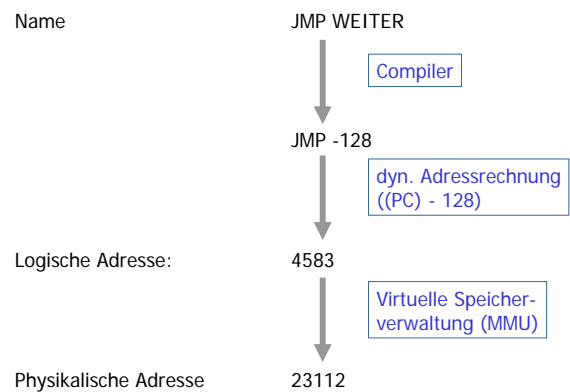 Name JMP WEITER
Compiler
JMP -128
dyn. Adressrechnung
((PC) - 128)
Logische Adresse: 4583
Virtuelle Speicher-
verwaltung (MMU)
Physikalische Adresse 23112